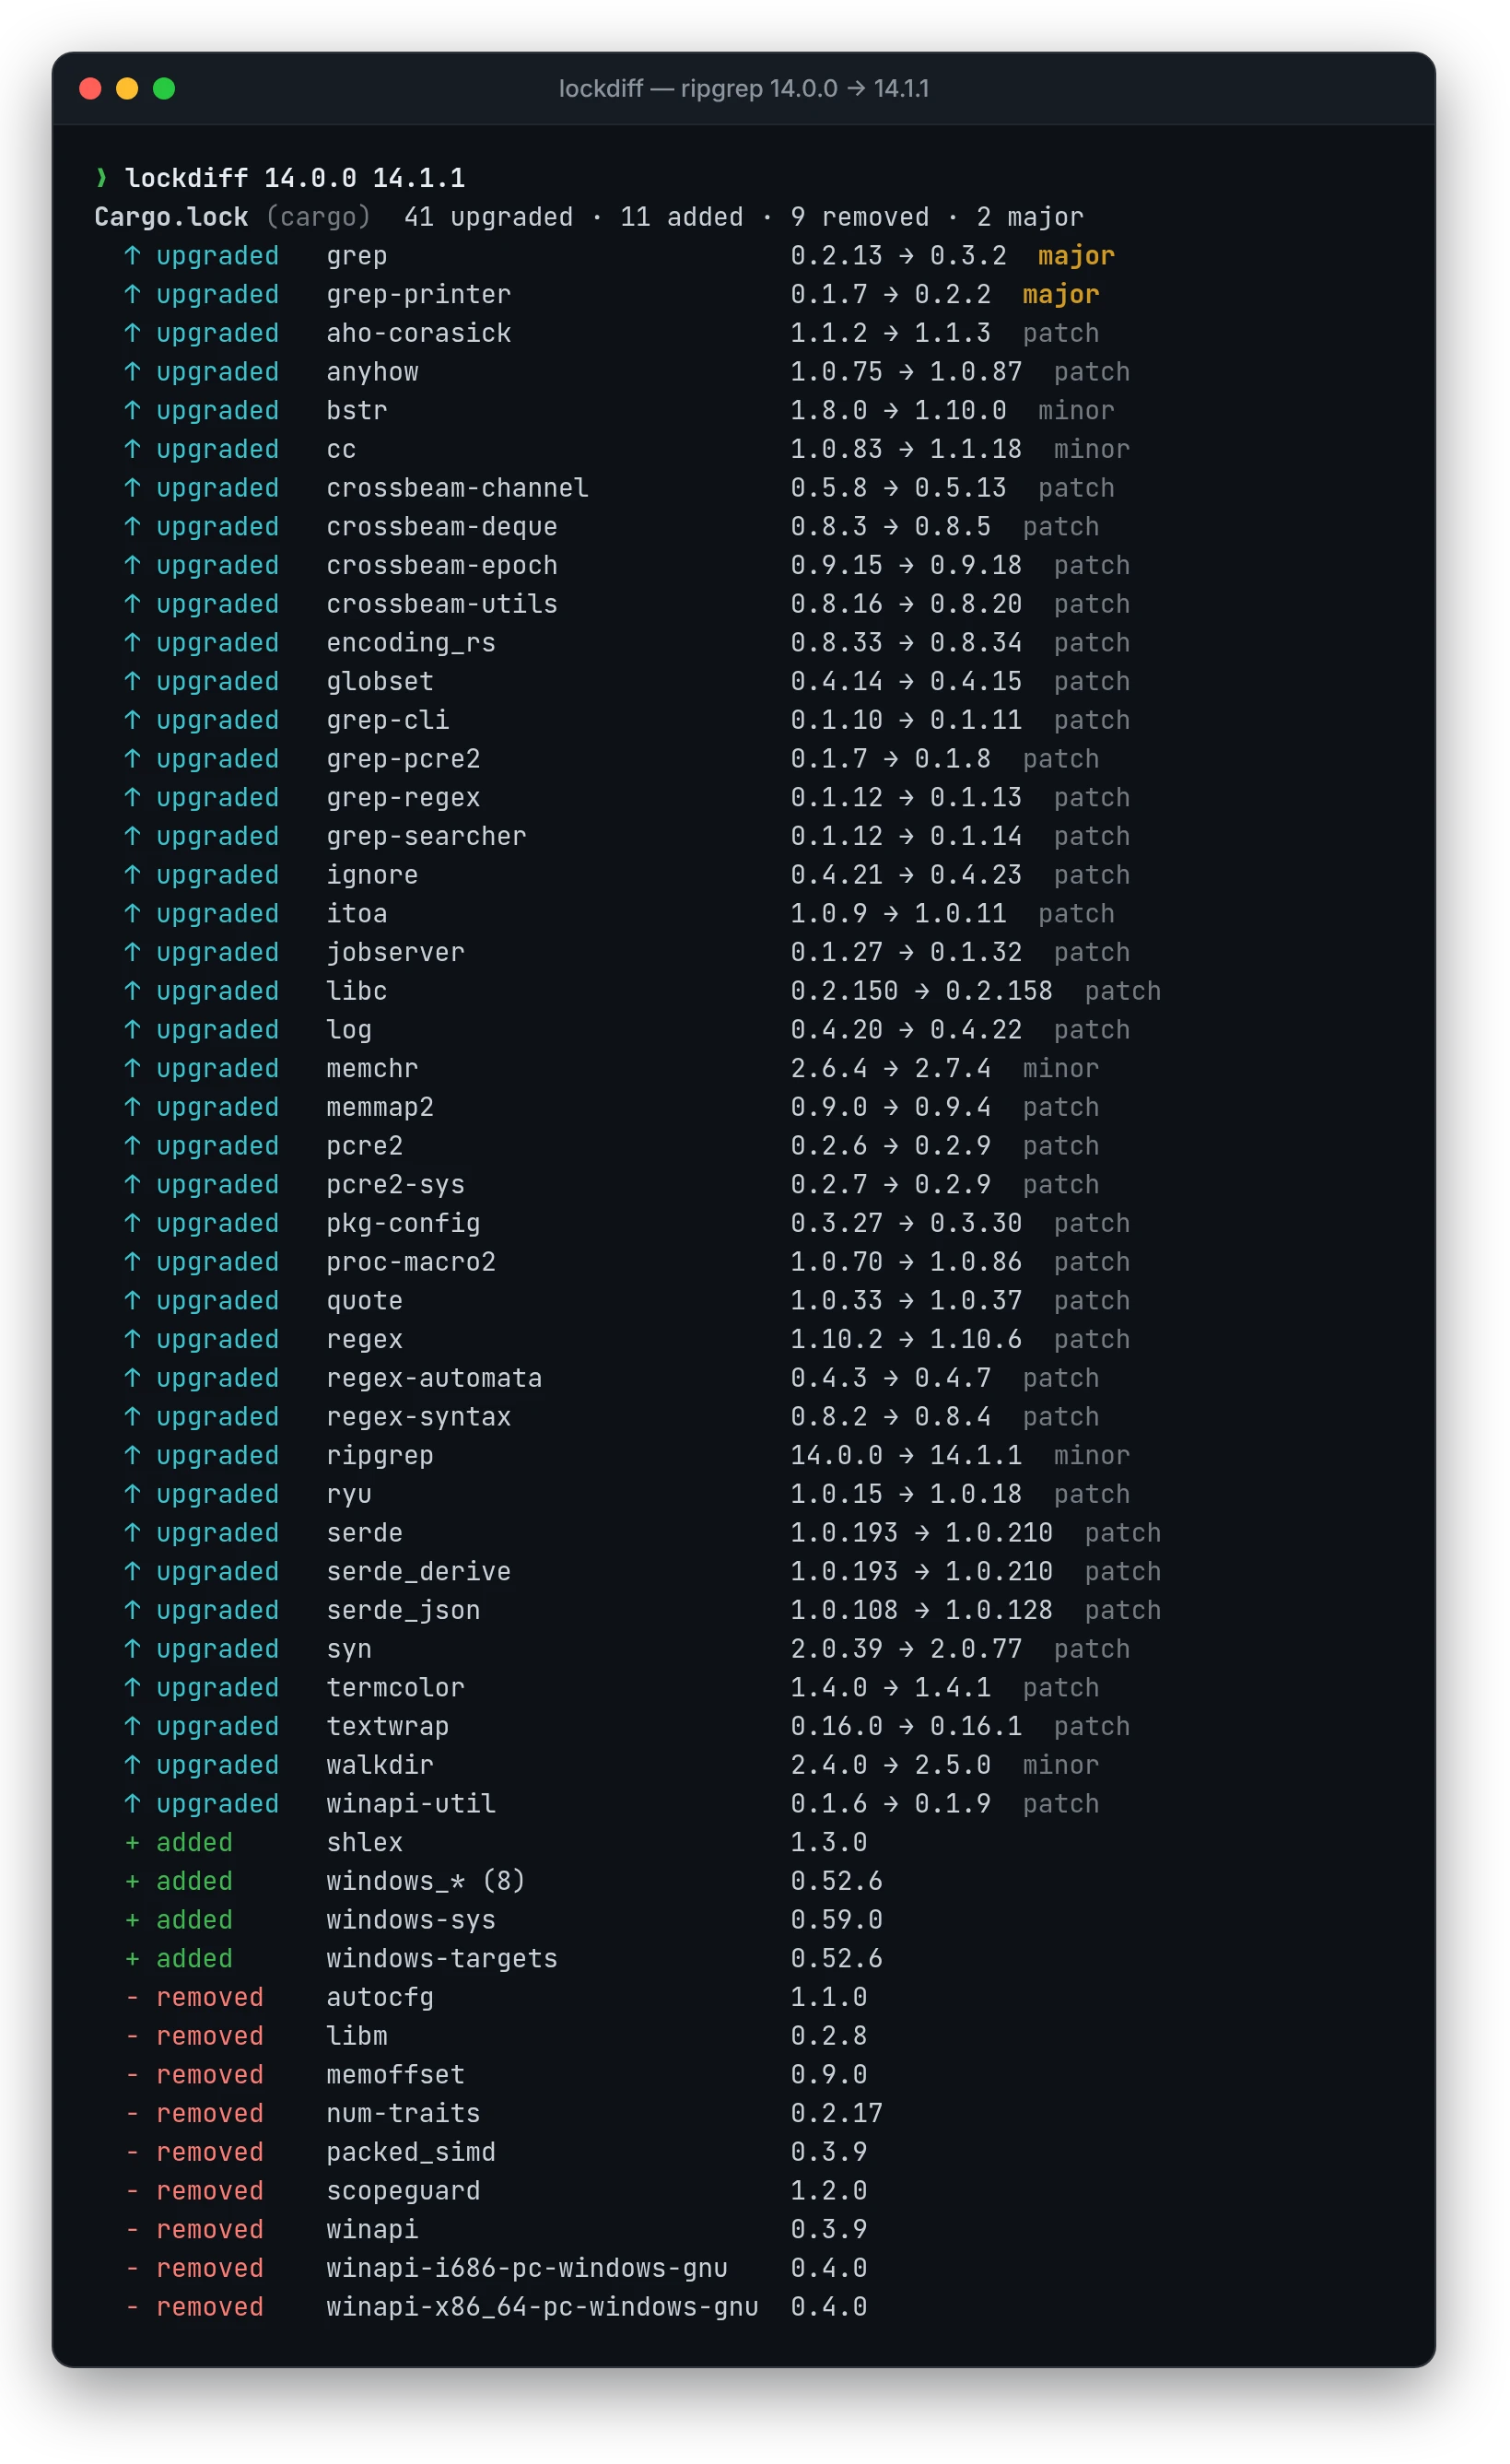 lockdiff — ripgrep 14.0.0 → 14.1.1
❯ lockdiff 14.0.0 14.1.1
Cargo.lock (cargo)  41 upgraded · 11 added · 9 removed · 2 major
↑ upgraded   grep                          0.2.13 → 0.3.2  major
↑ upgraded   grep-printer                  0.1.7 → 0.2.2  major
↑ upgraded   aho-corasick                  1.1.2 → 1.1.3  patch
↑ upgraded   anyhow                        1.0.75 → 1.0.87  patch
↑ upgraded   bstr                          1.8.0 → 1.10.0  minor
↑ upgraded   cc                            1.0.83 → 1.1.18  minor
↑ upgraded   crossbeam-channel             0.5.8 → 0.5.13  patch
↑ upgraded   crossbeam-deque               0.8.3 → 0.8.5  patch
↑ upgraded   crossbeam-epoch               0.9.15 → 0.9.18  patch
↑ upgraded   crossbeam-utils               0.8.16 → 0.8.20  patch
↑ upgraded   encoding_rs                   0.8.33 → 0.8.34  patch
↑ upgraded   globset                       0.4.14 → 0.4.15  patch
↑ upgraded   grep-cli                      0.1.10 → 0.1.11  patch
↑ upgraded   grep-pcre2                    0.1.7 → 0.1.8  patch
↑ upgraded   grep-regex                    0.1.12 → 0.1.13  patch
↑ upgraded   grep-searcher                 0.1.12 → 0.1.14  patch
↑ upgraded   ignore                        0.4.21 → 0.4.23  patch
↑ upgraded   itoa                          1.0.9 → 1.0.11  patch
↑ upgraded   jobserver                     0.1.27 → 0.1.32  patch
↑ upgraded   libc                          0.2.150 → 0.2.158  patch
↑ upgraded   log                           0.4.20 → 0.4.22  patch
↑ upgraded   memchr                        2.6.4 → 2.7.4  minor
↑ upgraded   memmap2                       0.9.0 → 0.9.4  patch
↑ upgraded   pcre2                         0.2.6 → 0.2.9  patch
↑ upgraded   pcre2-sys                     0.2.7 → 0.2.9  patch
↑ upgraded   pkg-config                    0.3.27 → 0.3.30  patch
↑ upgraded   proc-macro2                   1.0.70 → 1.0.86  patch
↑ upgraded   quote                         1.0.33 → 1.0.37  patch
↑ upgraded   regex                         1.10.2 → 1.10.6  patch
↑ upgraded   regex-automata                0.4.3 → 0.4.7  patch
↑ upgraded   regex-syntax                  0.8.2 → 0.8.4  patch
↑ upgraded   ripgrep                       14.0.0 → 14.1.1  minor
↑ upgraded   ryu                           1.0.15 → 1.0.18  patch
↑ upgraded   serde                         1.0.193 → 1.0.210  patch
↑ upgraded   serde_derive                  1.0.193 → 1.0.210  patch
↑ upgraded   serde_json                    1.0.108 → 1.0.128  patch
↑ upgraded   syn                           2.0.39 → 2.0.77  patch
↑ upgraded   termcolor                     1.4.0 → 1.4.1  patch
↑ upgraded   textwrap                      0.16.0 → 0.16.1  patch
↑ upgraded   walkdir                       2.4.0 → 2.5.0  minor
↑ upgraded   winapi-util                   0.1.6 → 0.1.9  patch
+ added      shlex                         1.3.0
+ added      windows_* (8)                 0.52.6
+ added      windows-sys                   0.59.0
+ added      windows-targets               0.52.6
- removed    autocfg                       1.1.0
- removed    libm                          0.2.8
- removed    memoffset                     0.9.0
- removed    num-traits                    0.2.17
- removed    packed_simd                   0.3.9
- removed    scopeguard                    1.2.0
- removed    winapi                        0.3.9
- removed    winapi-i686-pc-windows-gnu    0.4.0
- removed    winapi-x86_64-pc-windows-gnu  0.4.0